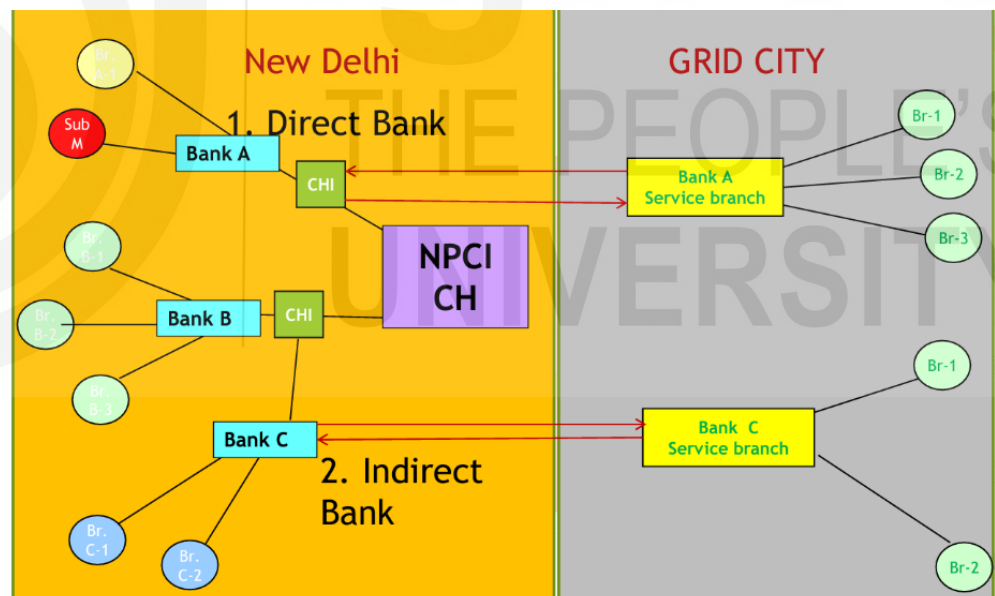 New Delhi
GRID CITY
Br.
A-1
Sub
M
1. Direct Bank
Bank A
CHI
Bank A
Service branch
Br-1
Br-2
Br-3
THE PEOPLE'S
UNIVERSITY
NPCI
CH
Br.
B-1
Br.
B-2
Br.
B-3
Bank B
CHI
Bank C
2. Indirect
Bank
Br.
C-1
Br.
C-2
Bank C
Service branch
Br-1
Br-2